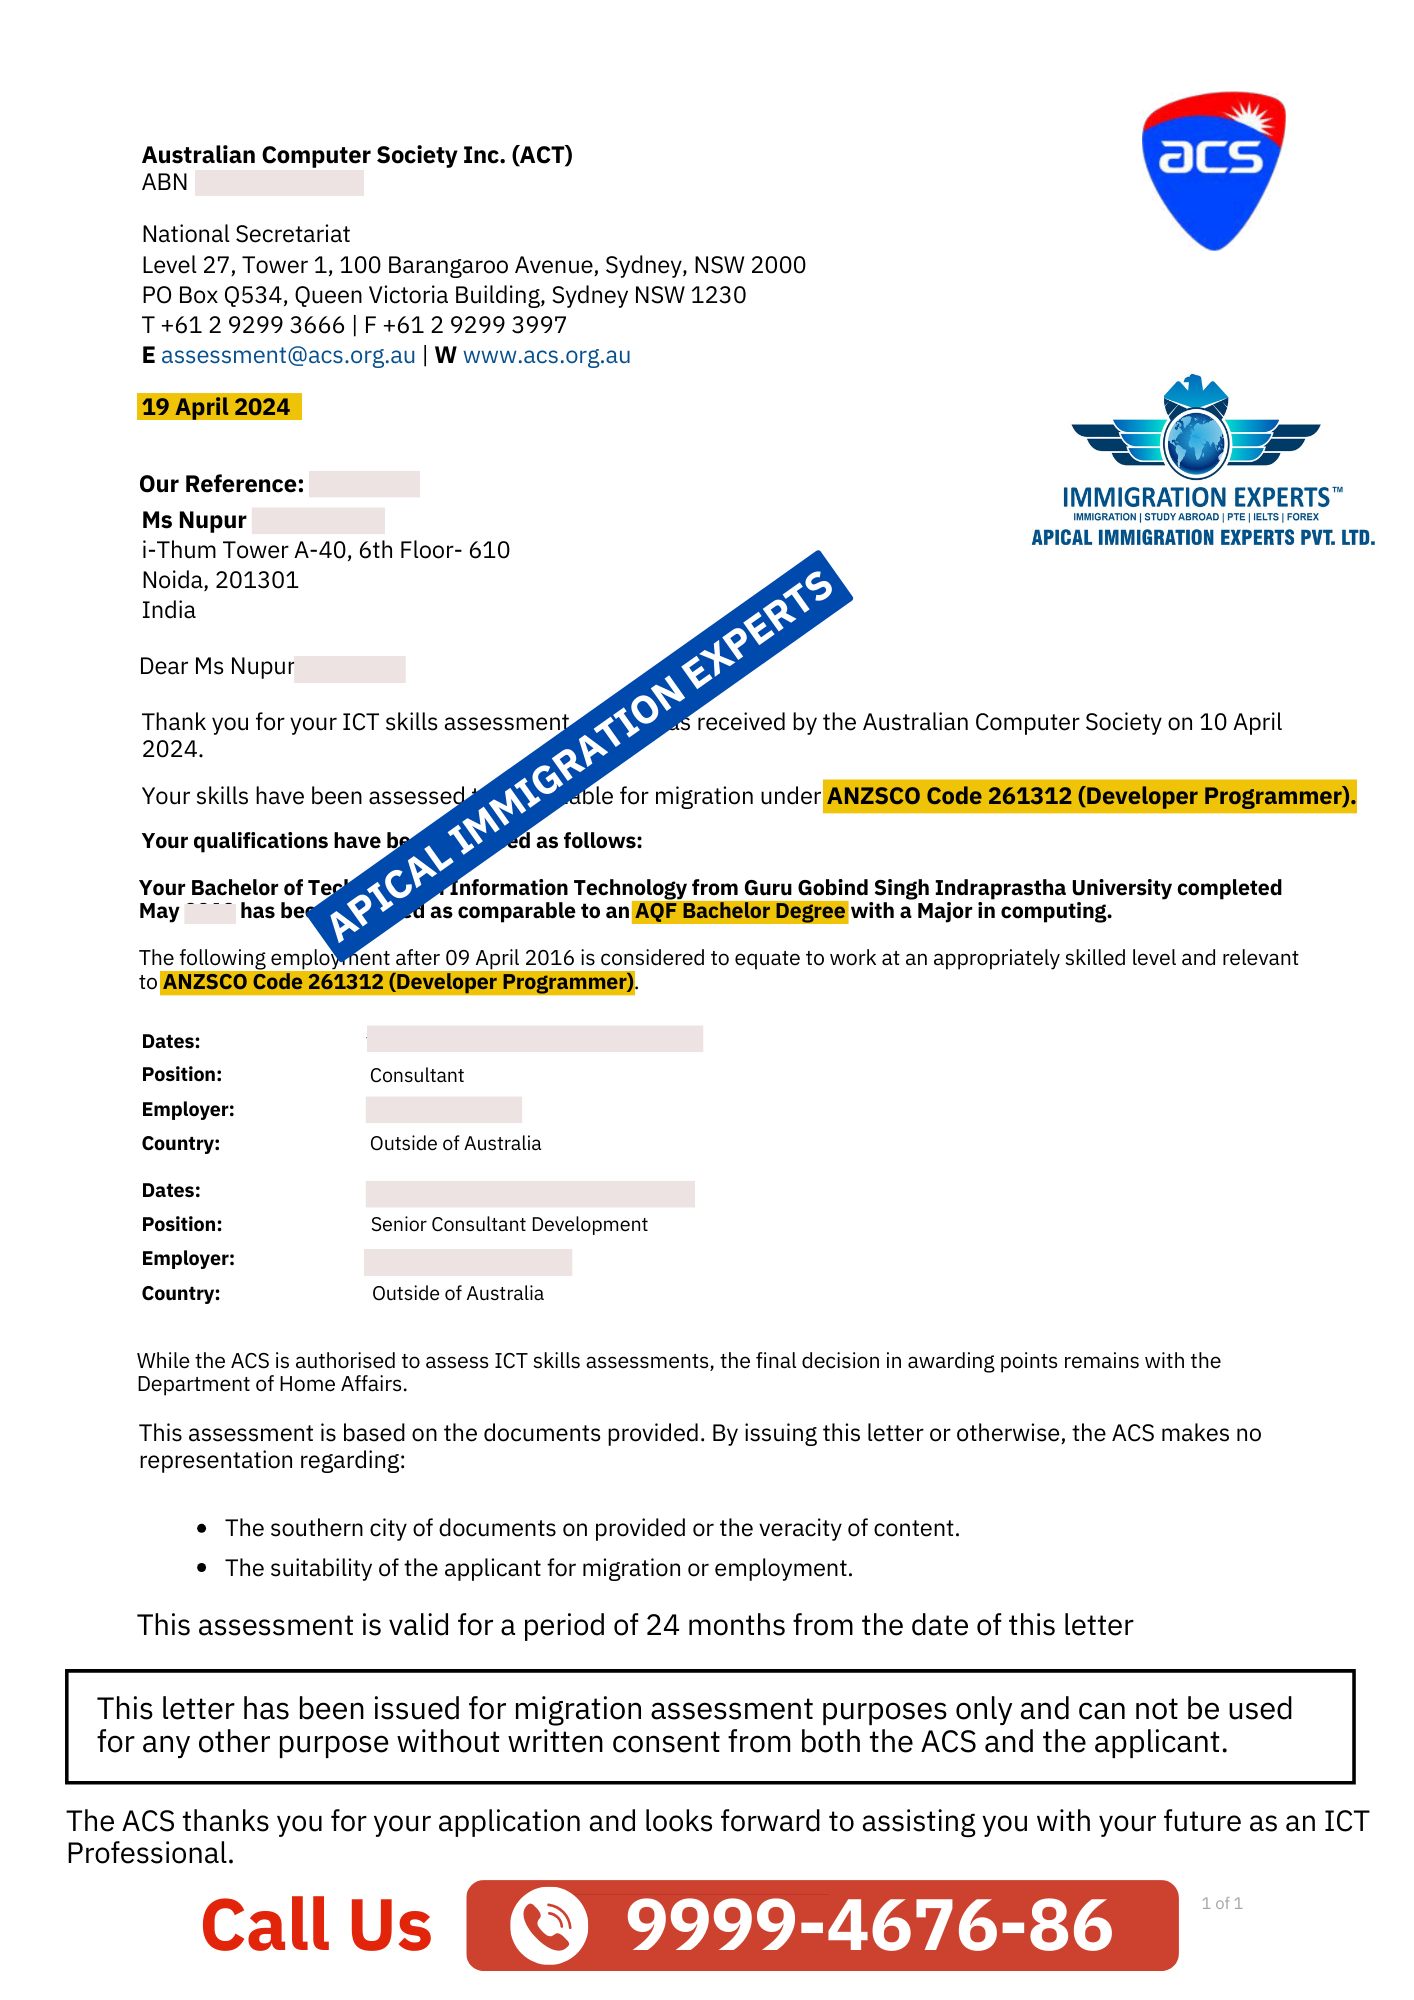 Australian Computer Society Inc. (ACT)
ABN
acs
National Secretariat
Level 27, Tower 1, 100 Barangaroo Avenue, Sydney, NSW 2000
PO Box Q534, Queen Victoria Building, Sydney NSW 1230
T +61 2 9299 3666 | F +61 2 9299 3997
E assessment@acs.org.au | W www.acs.org.au
19 April 2024
IMMIGRATION EXPERTS™
IMMIGRATION | STUDY ABROAD | PTE | IELTS | FOREX
APICAL IMMIGRATION EXPERTS PVT. LTD.
Our Reference:
Ms Nupur
i-Thum Tower A-40, 6th Floor- 610
Noida, 201301
India
Dear Ms Nupur
APICAL IMMIGRATION EXPERTS
Thank you for your ICT skills assessment received by the Australian Computer Society on 10 April
2024.
Your skills have been assessed for migration under ANZSCO Code 261312 (Developer Programmer).
Your qualifications have as follows:
Your Bachelor of Information Technology from Guru Gobind Singh Indraprastha University completed
May has as comparable to an AQF Bachelor Degree with a Major in computing.
The following employment after 09 April 2016 is considered to equate to work at an appropriately skilled level and relevant
to ANZSCO Code 261312 (Developer Programmer).
Dates:
Position: Consultant
Employer:
Country: Outside of Australia
Dates:
Position: Senior Consultant Development
Employer:
Country: Outside of Australia
While the ACS is authorised to assess ICT skills assessments, the final decision in awarding points remains with the
Department of Home Affairs.
This assessment is based on the documents provided. By issuing this letter or otherwise, the ACS makes no
representation regarding:
• The southern city of documents on provided or the veracity of content.
• The suitability of the applicant for migration or employment.
This assessment is valid for a period of 24 months from the date of this letter
This letter has been issued for migration assessment purposes only and can not be used
for any other purpose without written consent from both the ACS and the applicant.
The ACS thanks you for your application and looks forward to assisting you with your future as an ICT
Professional.
Call Us 9999-4676-86
1 of 1